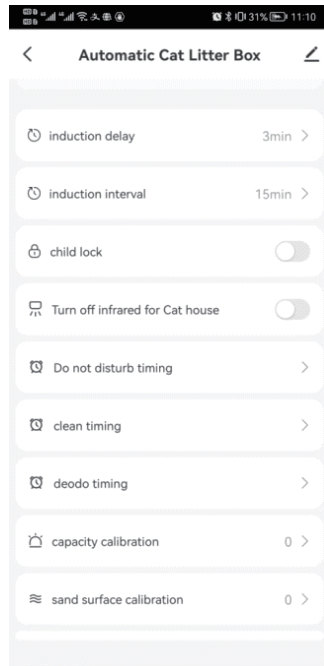 31% 11:10
Automatic Cat Litter Box
induction delay 3min
induction interval 15min
child lock
Turn off infrared for Cat house
Do not disturb timing
clean timing
deodo timing
capacity calibration 0
sand surface calibration 0